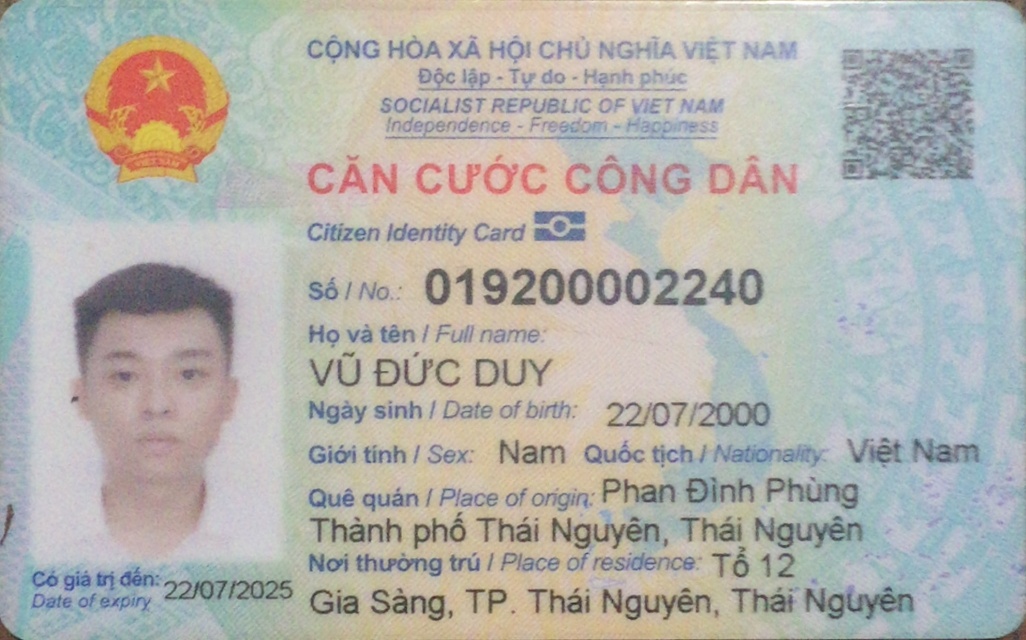 CỘNG HÒA XÃ HỘI CHỦ NGHĨA VIỆT NAM
Độc lập - Tự do - Hạnh phúc
SOCIALIST REPUBLIC OF VIET NAM
Independence - Freedom - Happiness
CĂN CƯỚC CÔNG DÂN
Citizen Identity Card
Số / No.: 019200002240
Họ và tên / Full name:
VŨ ĐỨC DUY
Ngày sinh / Date of birth: 22/07/2000
Giới tính / Sex: Nam Quốc tịch / Nationality: Việt Nam
Quê quán / Place of origin: Phan Đình Phùng
Thành phố Thái Nguyên, Thái Nguyên
Nơi thường trú / Place of residence: Tổ 12
Gia Sàng, TP. Thái Nguyên, Thái Nguyên
Có giá trị đến: 22/07/2025
Date of expiry